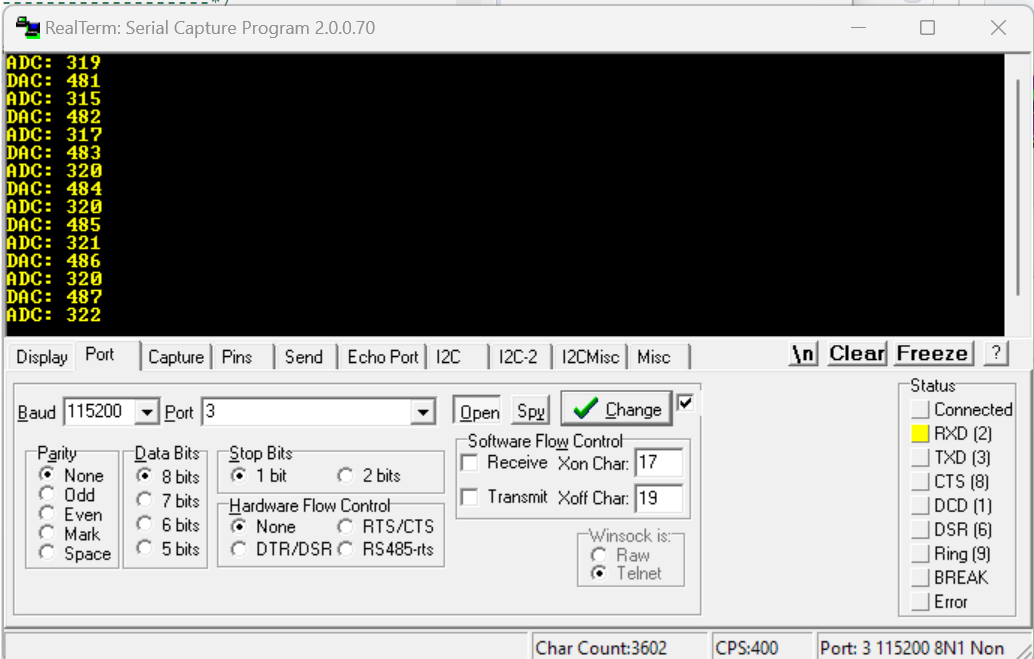 RealTerm: Serial Capture Program 2.0.0.70
ADC: 319
DAC: 481
ADC: 315
DAC: 482
ADC: 317
DAC: 483
ADC: 320
DAC: 484
ADC: 320
DAC: 485
ADC: 321
DAC: 486
ADC: 320
DAC: 487
ADC: 322
Display Port Capture Pins Send Echo Port I2C I2C-2 I2CMisc Misc \n Clear Freeze ?
Baud 115200 Port 3 Open Spy Change
Parity
None
Odd
Even
Mark
Space
Data Bits
8 bits
7 bits
6 bits
5 bits
Stop Bits
1 bit 2 bits
Hardware Flow Control
None RTS/CTS
DTR/DSR RS485-rts
Software Flow Control
Receive Xon Char: 17
Transmit Xoff Char: 19
Winsock is:
Raw
Telnet
Status
Connected
RXD (2)
TXD (3)
CTS (8)
DCD (1)
DSR (6)
Ring (9)
BREAK
Error
Char Count:3602 CPS:400 Port: 3 115200 8N1 Non